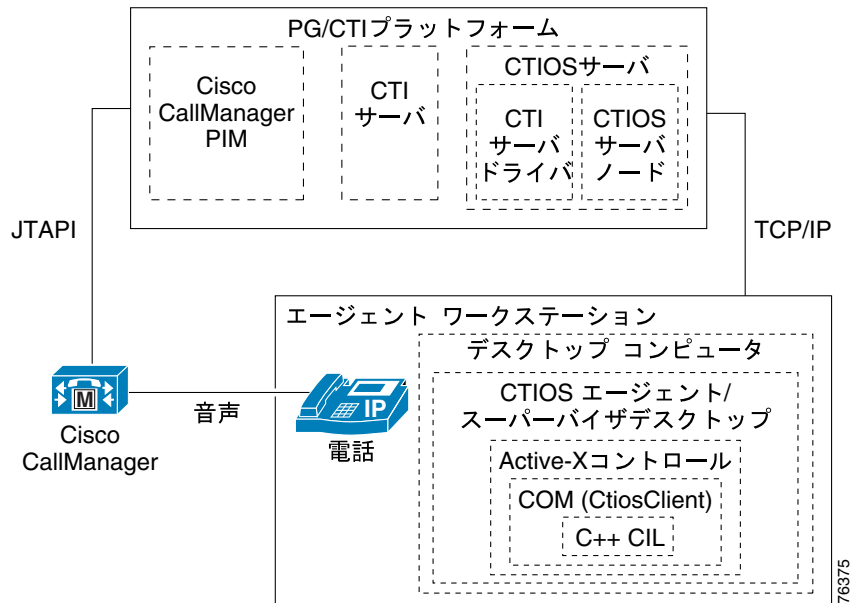 PG/CTIプラットフォーム
Cisco
CallManager
PIM
CTI
サーバ
CTIOSサーバ
CTI
サーバ
ドライバ
CTIOS
サーバ
ノード
JTAPI
TCP/IP
エージェント ワークステーション
デスクトップ コンピュータ
CTIOS エージェント/
スーパーバイザデスクトップ
Active-Xコントロール
COM (CtiosClient)
C++ CIL
M
Cisco
CallManager
音声
IP
電話
76375